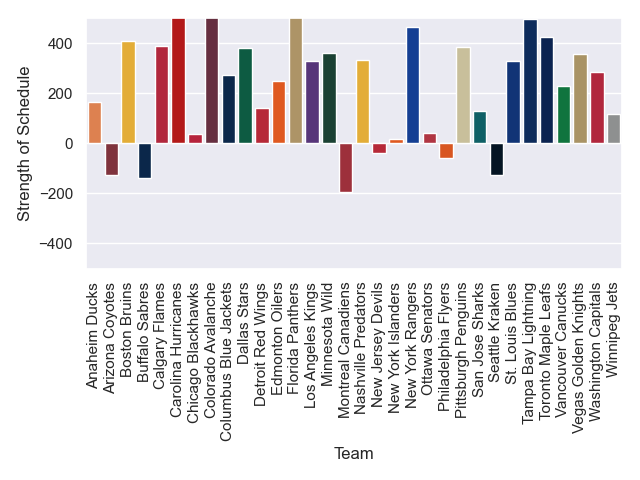 400
200
0
−200
−400
Strength of Schedule
Anaheim Ducks
Arizona Coyotes
Boston Bruins
Buffalo Sabres
Calgary Flames
Carolina Hurricanes
Chicago Blackhawks
Colorado Avalanche
Columbus Blue Jackets
Dallas Stars
Detroit Red Wings
Edmonton Oilers
Florida Panthers
Los Angeles Kings
Minnesota Wild
Montreal Canadiens
Nashville Predators
New Jersey Devils
New York Islanders
New York Rangers
Ottawa Senators
Philadelphia Flyers
Pittsburgh Penguins
San Jose Sharks
Seattle Kraken
St. Louis Blues
Tampa Bay Lightning
Toronto Maple Leafs
Vancouver Canucks
Vegas Golden Knights
Washington Capitals
Winnipeg Jets
Team